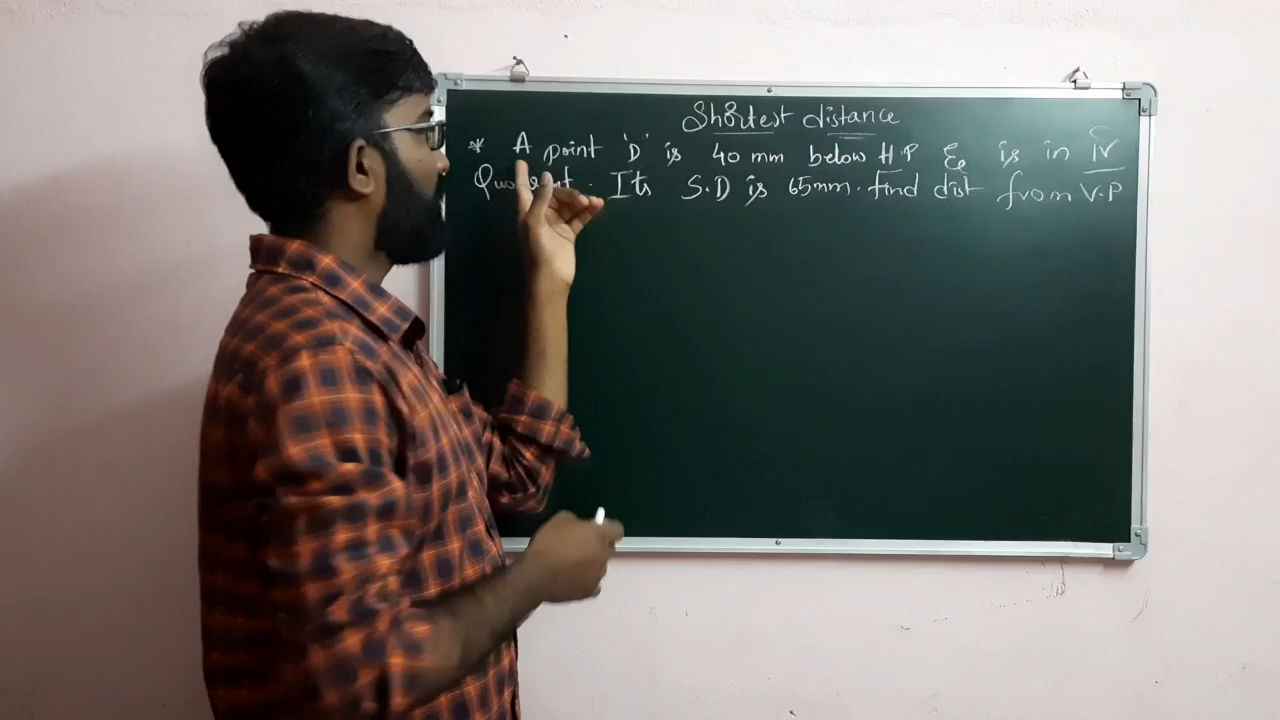 Shortest distance
* A point 'D' is 40 mm below H.P & is in IV
Quadrant. Its S.D is 65mm. find dist from V.P